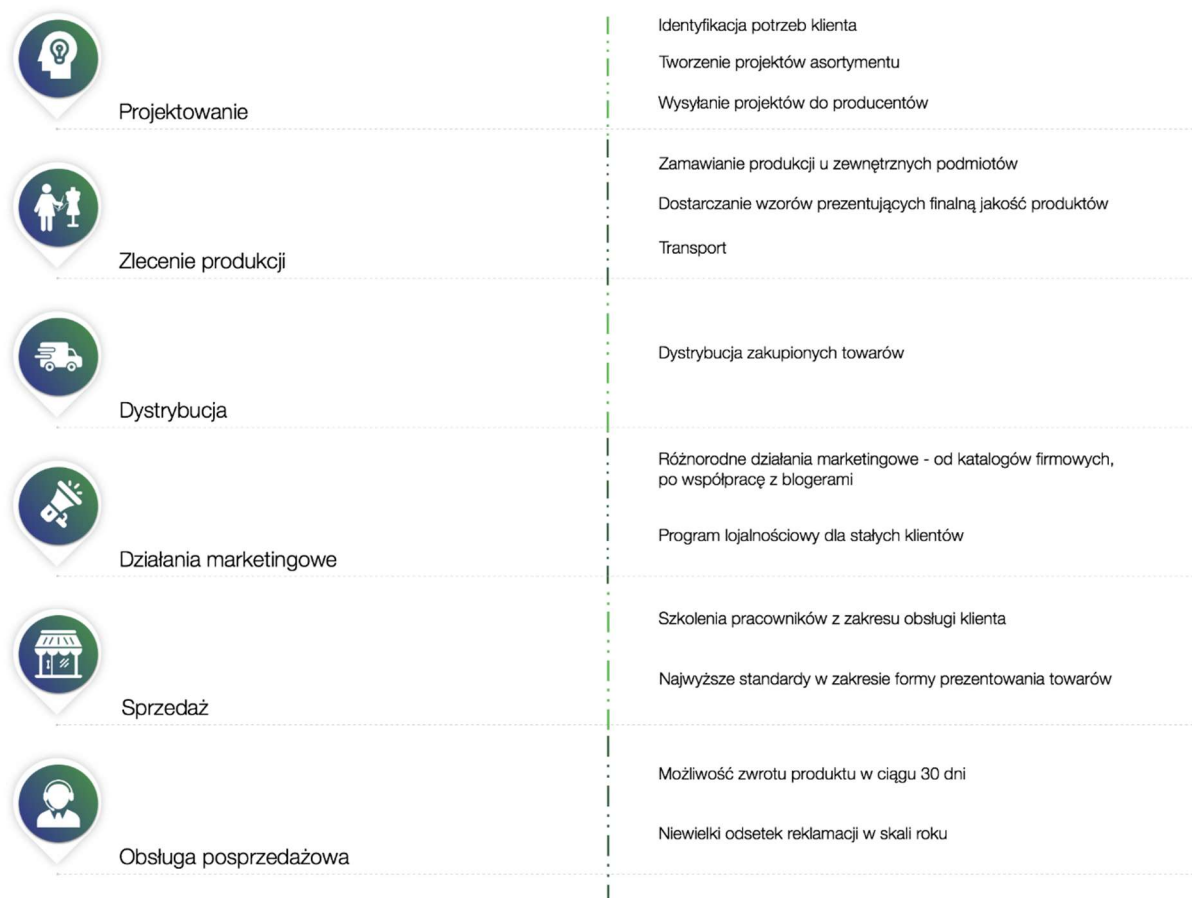 Identyfikacja potrzeb klienta
Tworzenie projektów asortymentu
Wysyłanie projektów do producentów
Projektowanie
Zamawianie produkcji u zewnętrznych podmiotów
Dostarczanie wzorów prezentujących finalną jakość produktów
Transport
Zlecenie produkcji
Dystrybucja zakupionych towarów
Dystrybucja
Różnorodne działania marketingowe - od katalogów firmowych,
po współpracę z blogerami
Program lojalnościowy dla stałych klientów
Działania marketingowe
Szkolenia pracowników z zakresu obsługi klienta
Najwyższe standardy w zakresie formy prezentowania towarów
Sprzedaż
Możliwość zwrotu produktu w ciągu 30 dni
Niewielki odsetek reklamacji w skali roku
Obsługa posprzedażowa